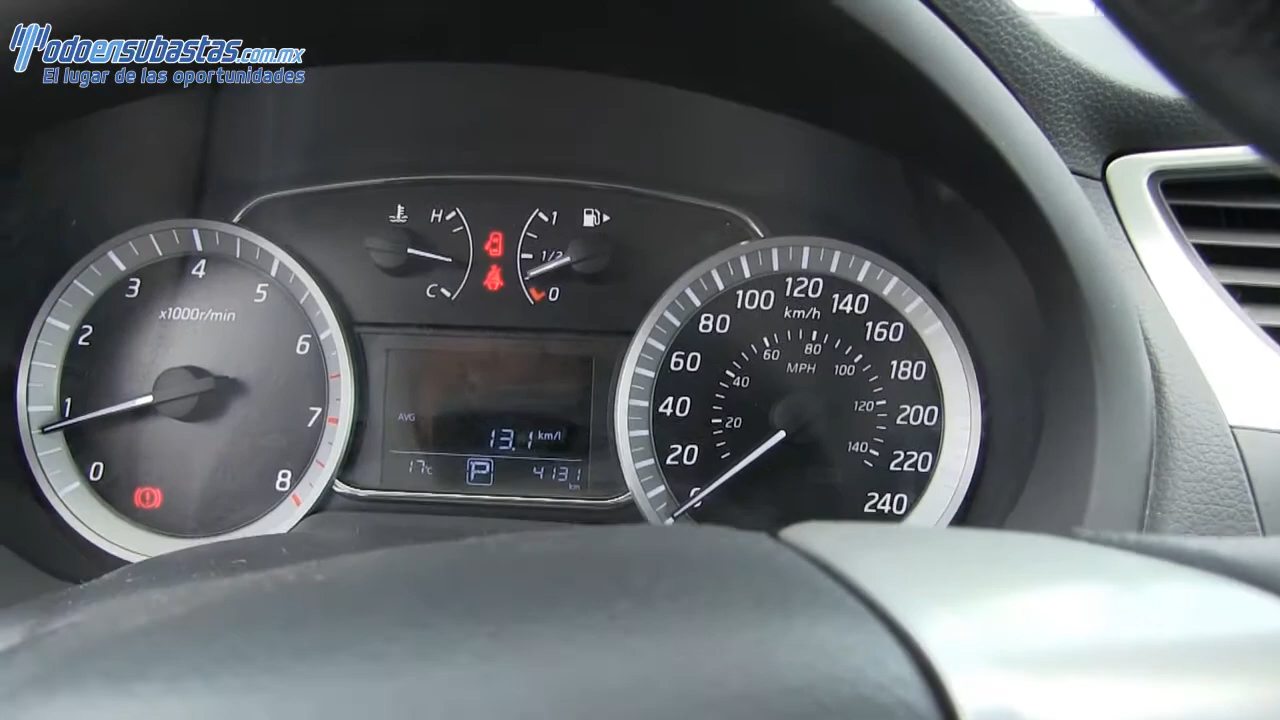 Todoensubastas.com.mx
El lugar de las oportunidades
H
C
1
1/2
0
x1000r/min
0
1
2
3
4
5
6
7
8
AVG
13.1 km/l
17°C
P
4131 km
km/h
0
20
40
60
80
100
120
140
160
180
200
220
240
MPH
20
40
60
80
100
120
140